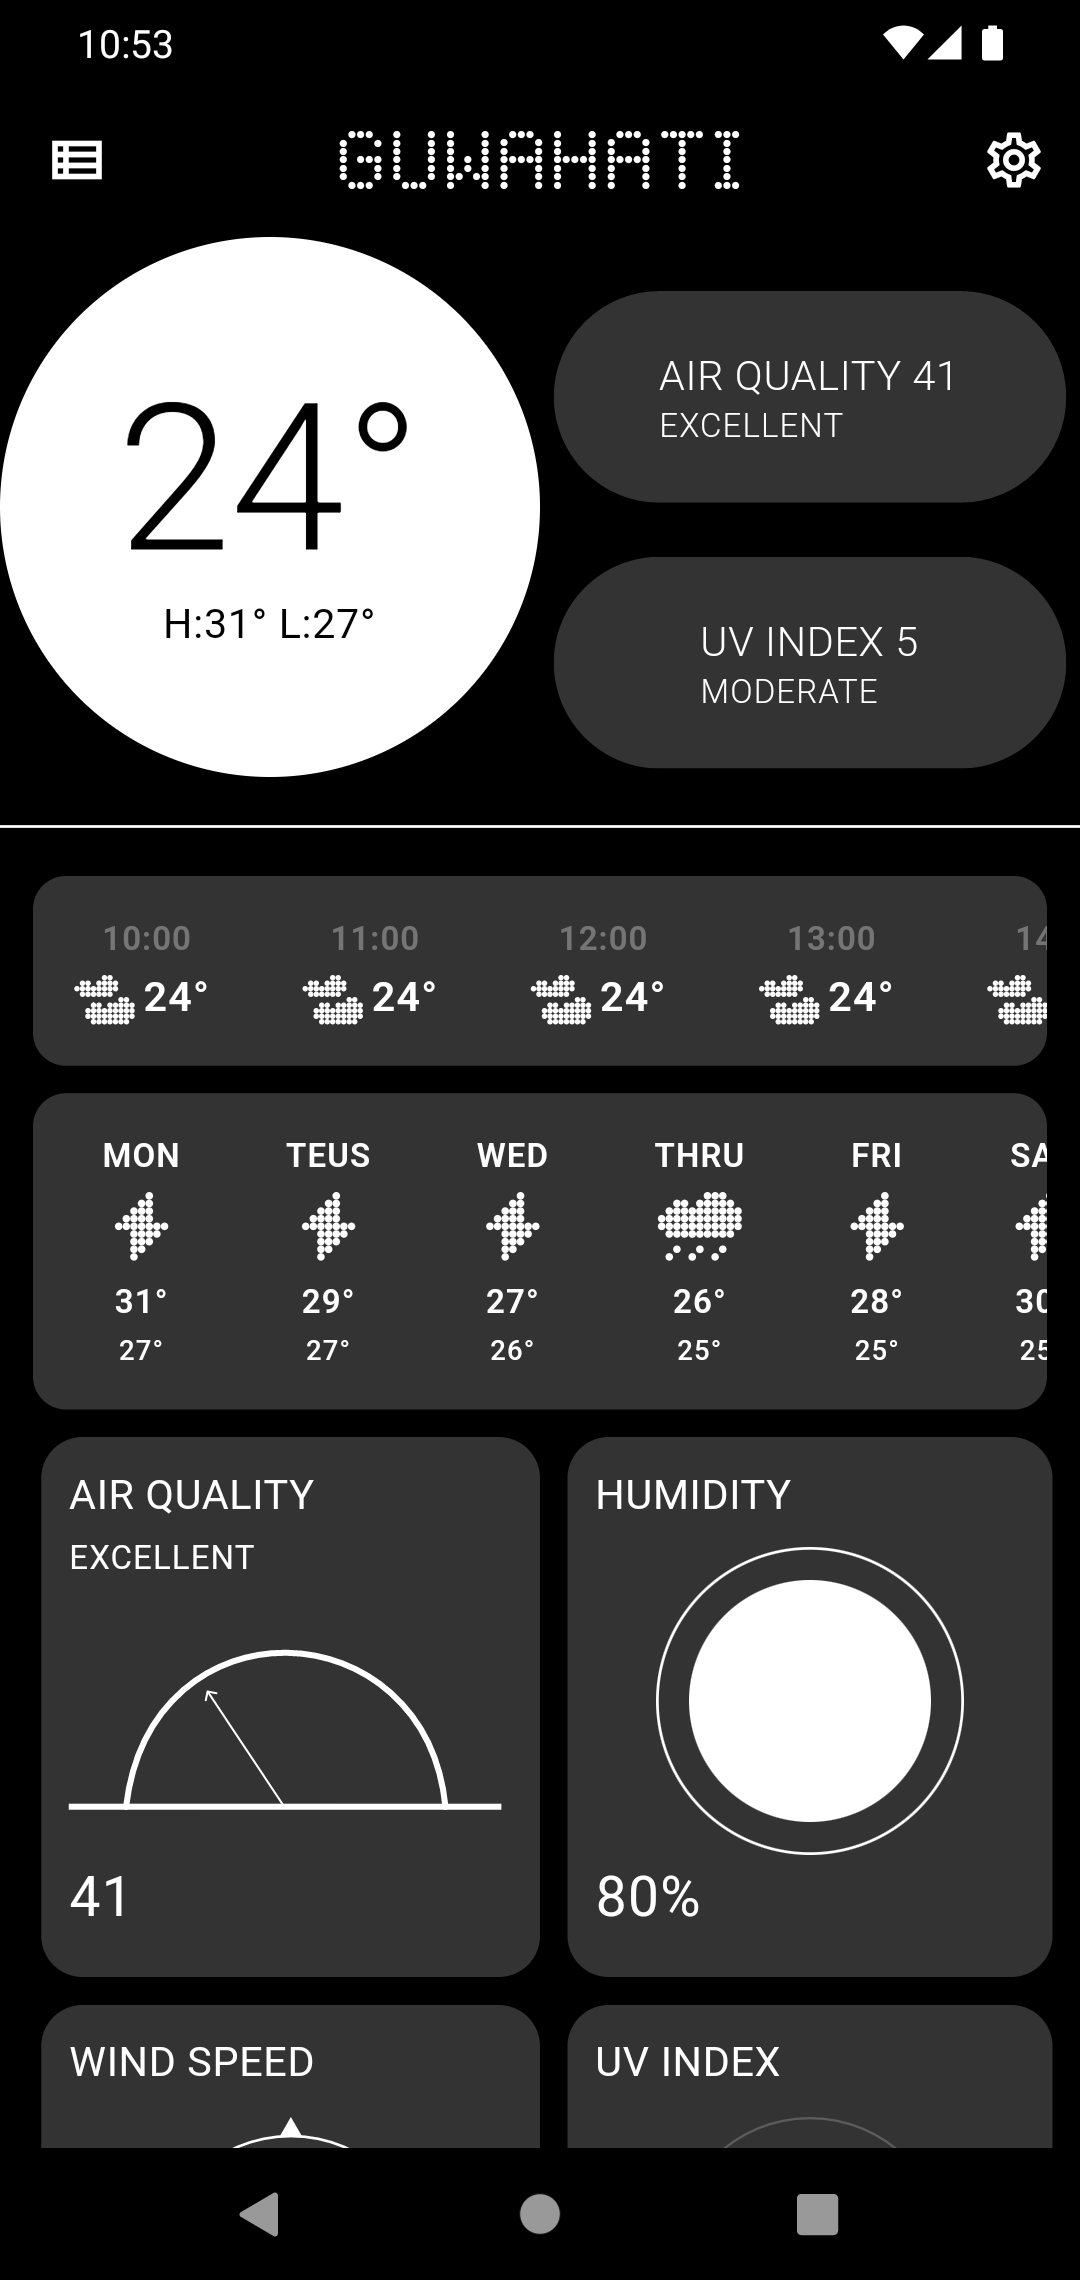 10:53
GUWAHATI
24°
H:31° L:27°
AIR QUALITY 41
EXCELLENT
UV INDEX 5
MODERATE
10:00 11:00 12:00 13:00 14
24° 24° 24° 24°
MON TEUS WED THRU FRI SA
31° 29° 27° 26° 28° 30
27° 27° 26° 25° 25° 25
AIR QUALITY
EXCELLENT
41
HUMIDITY
80%
WIND SPEED
UV INDEX